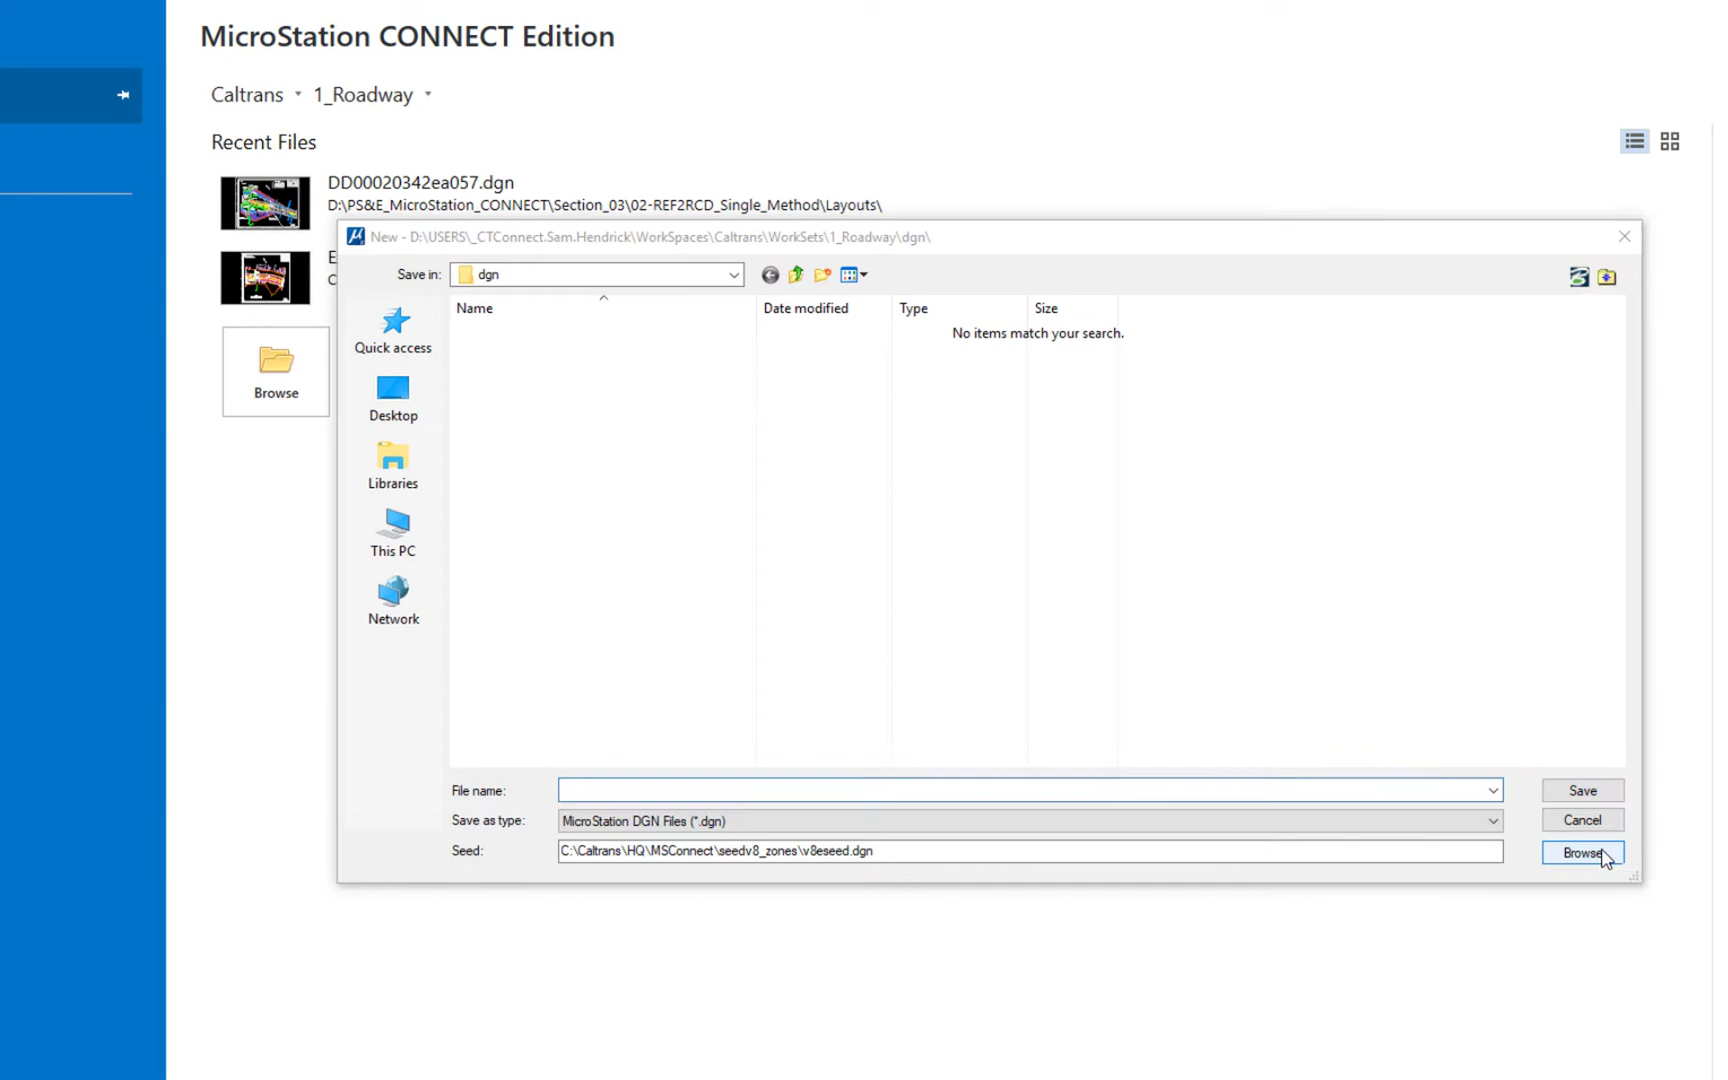 MicroStation CONNECT Edition
Caltrans 1_Roadway
Recent Files
DD00020342ea057.dgn
D:\PS&E_MicroStation_CONNECT\Section_03\02-REF2RCD_Single_Method\Layouts\
Browse
New - D:\USERS\_CTConnect.Sam.Hendrick\WorkSpaces\Caltrans\WorkSets\1_Roadway\dgn\
Save in: dgn
Name Date modified Type Size
No items match your search.
Quick access
Desktop
Libraries
This PC
Network
File name: Save
Save as type: MicroStation DGN Files (*.dgn) Cancel
Seed: C:\Caltrans\HQ\MSConnect\seedv8_zones\v8eseed.dgn Browse